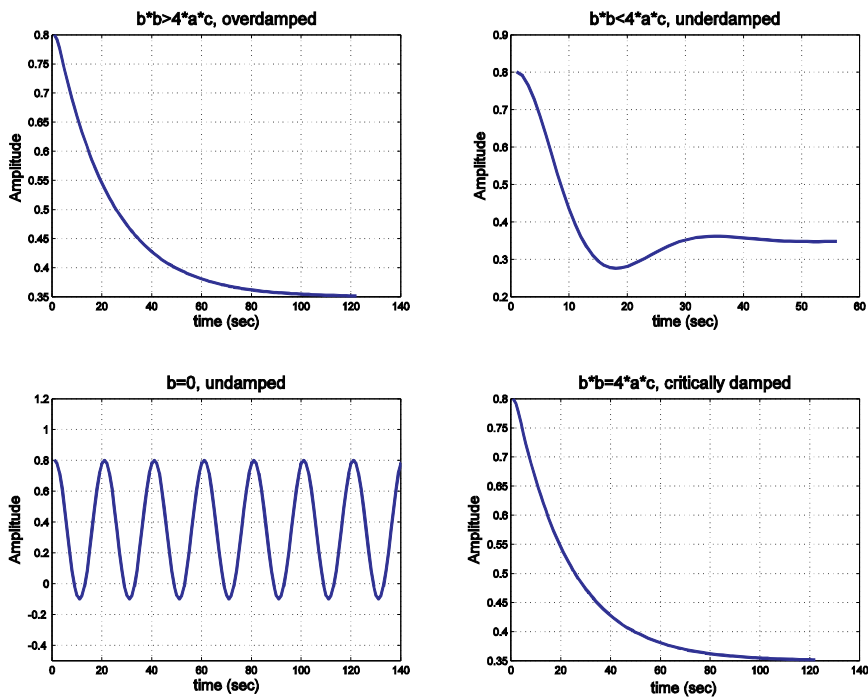 b*b>4*a*c, overdamped
0.8
0.75
0.7
0.65
0.6
0.55
0.5
0.45
0.4
0.35
Amplitude
0 20 40 60 80 100 120 140
time (sec)
b*b<4*a*c, underdamped
0.9
0.8
0.7
0.6
0.5
0.4
0.3
0.2
Amplitude
0 10 20 30 40 50 60
time (sec)
b=0, undamped
1.2
1
0.8
0.6
0.4
0.2
0
-0.2
-0.4
Amplitude
0 20 40 60 80 100 120 140
time (sec)
b*b=4*a*c, critically damped
0.8
0.75
0.7
0.65
0.6
0.55
0.5
0.45
0.4
0.35
Amplitude
0 20 40 60 80 100 120 140
time (sec)